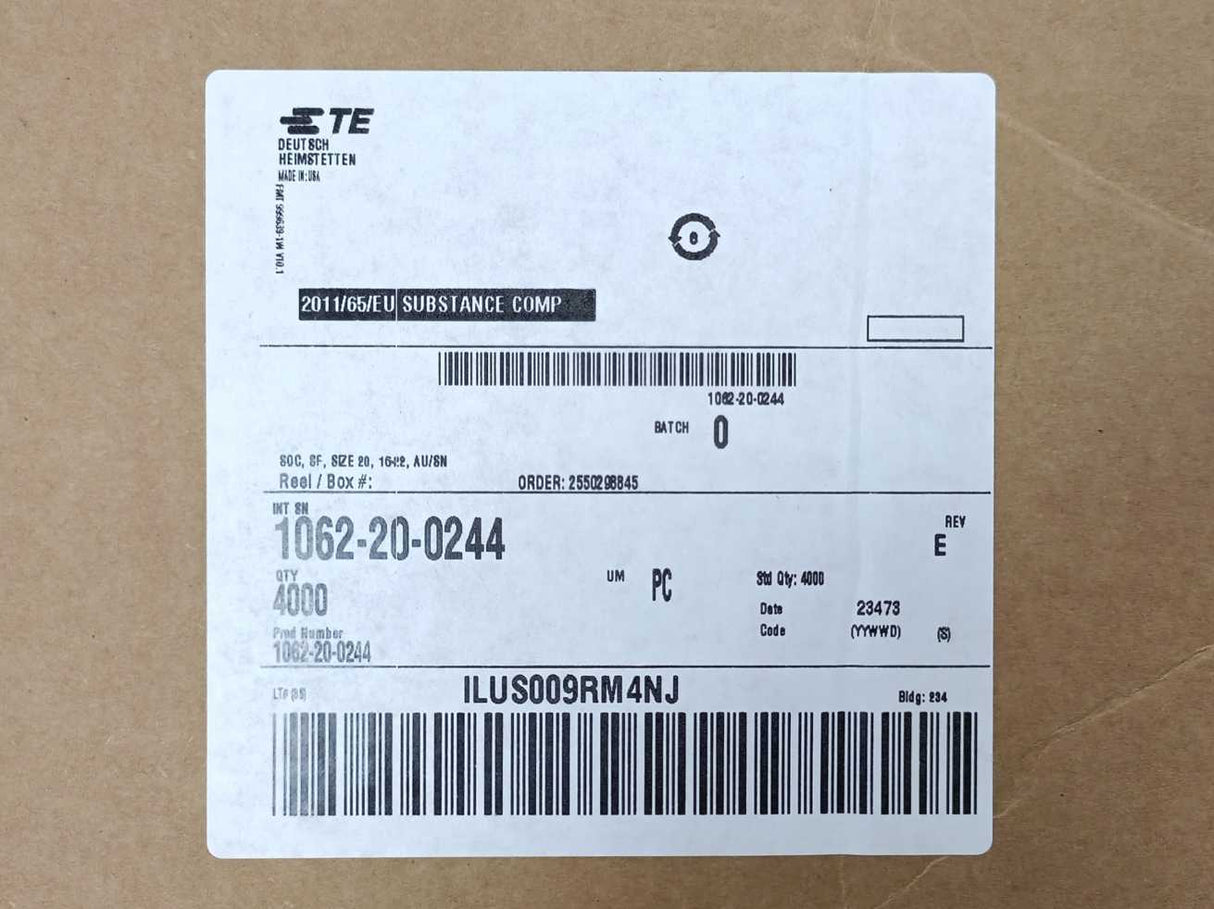 TE
DEUTSCH
HEIMSTETTEN
MADE IN: USA
2011/65/EU SUBSTANCE COMP
1062-20-0244
BATCH 0
SOC, SF, SIZE 20, 16-22, AU/SN
Reel / Box #: ORDER: 2550298845
INT SN
1062-20-0244
REV
E
QTY
4000
UM PC
Std Qty: 4000
Date 23473
Code (YYWWD) (S)
Prod Number
1062-20-0244
ILUS009RM4NJ
Bldg: 234